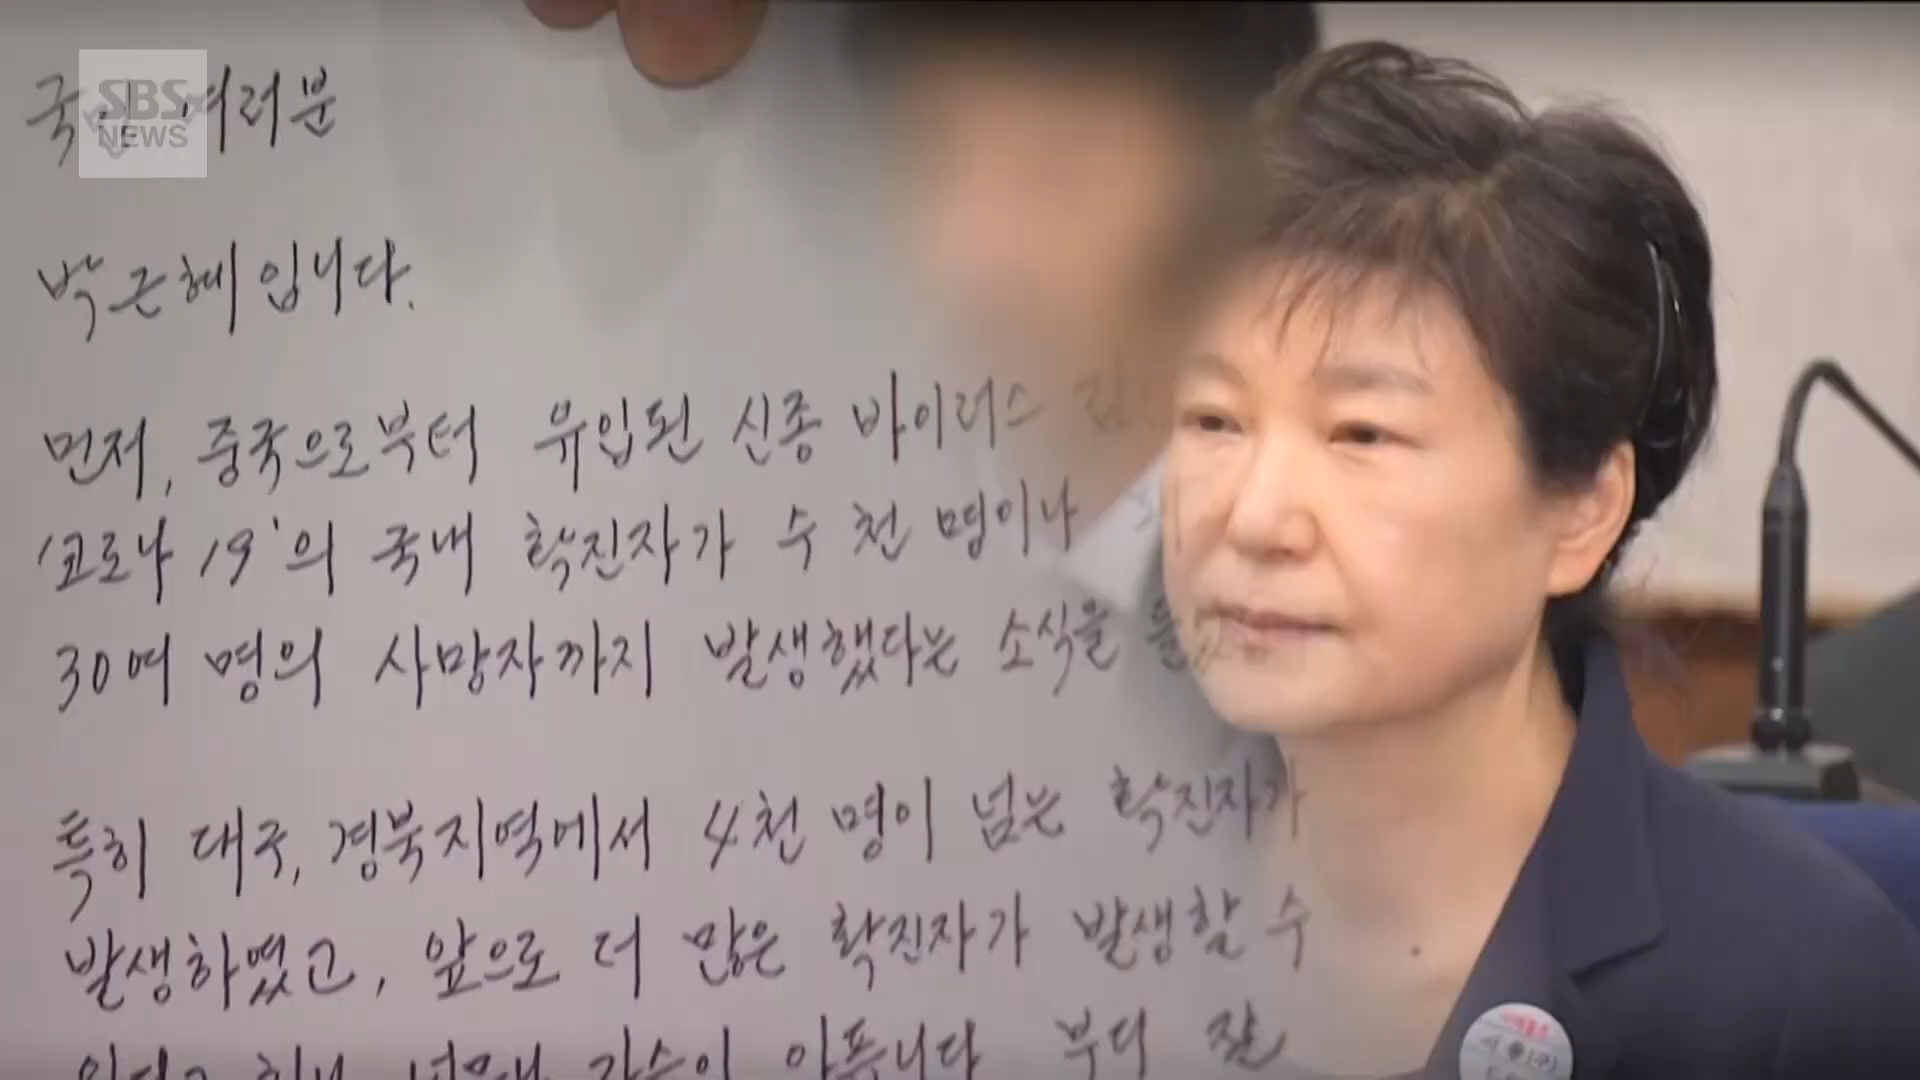 SBS
NEWS
국민 여러분
박근혜입니다.
먼저, 중국으로부터 유입된 신종 바이러스
'코로나 19'의 국내 확진자가 수 천 명이나
30여 명의 사망자까지 발생했다는 소식을
특히 대구, 경북지역에서 4천 명이 넘는 확진자가
발생하였고, 앞으로 더 많은 확진자가 발생할 수
부디 잘